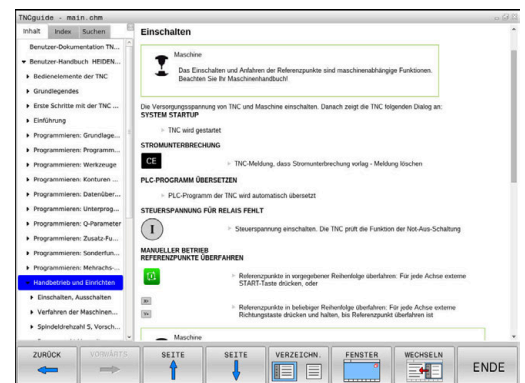 TNCguide - main.chm
Inhalt Index Suchen
Benutzer-Dokumentation TN...
Benutzer-Handbuch HEIDEN...
Bedienelemente der TNC
Grundlegendes
Erste Schritte mit der TNC ...
Einführung
Programmieren: Grundlage...
Programmieren: Programm...
Programmieren: Werkzeuge
Programmieren: Konturen ...
Programmieren: Datenüber...
Programmieren: Unterprog...
Programmieren: Q-Parameter
Programmieren: Zusatz-Fu...
Programmieren: Sonderfun...
Programmieren: Mehrachs-...
Handbetrieb und Einrichten
Einschalten, Ausschalten
Verfahren der Maschinen...
Spindeldrehzahl S, Vorsch...
Einschalten
Maschine
Das Einschalten und Anfahren der Referenzpunkte sind maschinenabhängige Funktionen.
Beachten Sie Ihr Maschinenhandbuch!
Die Versorgungsspannung von TNC und Maschine einschalten. Danach zeigt die TNC folgenden Dialog an:
SYSTEM STARTUP
TNC wird gestartet
STROMUNTERBRECHUNG
CE
TNC-Meldung, dass Stromunterbrechung vorlag - Meldung löschen
PLC-PROGRAMM ÜBERSETZEN
PLC-Programm der TNC wird automatisch übersetzt
STEUERSPANNUNG FÜR RELAIS FEHLT
I
Steuerspannung einschalten. Die TNC prüft die Funktion der Not-Aus-Schaltung
MANUELLER BETRIEB
REFERENZPUNKTE ÜBERFAHREN
Referenzpunkte in vorgegebener Reihenfolge überfahren: Für jede Achse externe
START-Taste drücken, oder
X+
Y+
Referenzpunkte in beliebiger Reihenfolge überfahren: Für jede Achse externe
Richtungstaste drücken und halten, bis Referenzpunkt überfahren ist
Maschine
ZURÜCK VORWÄRTS SEITE SEITE VERZEICHN. FENSTER WECHSELN ENDE